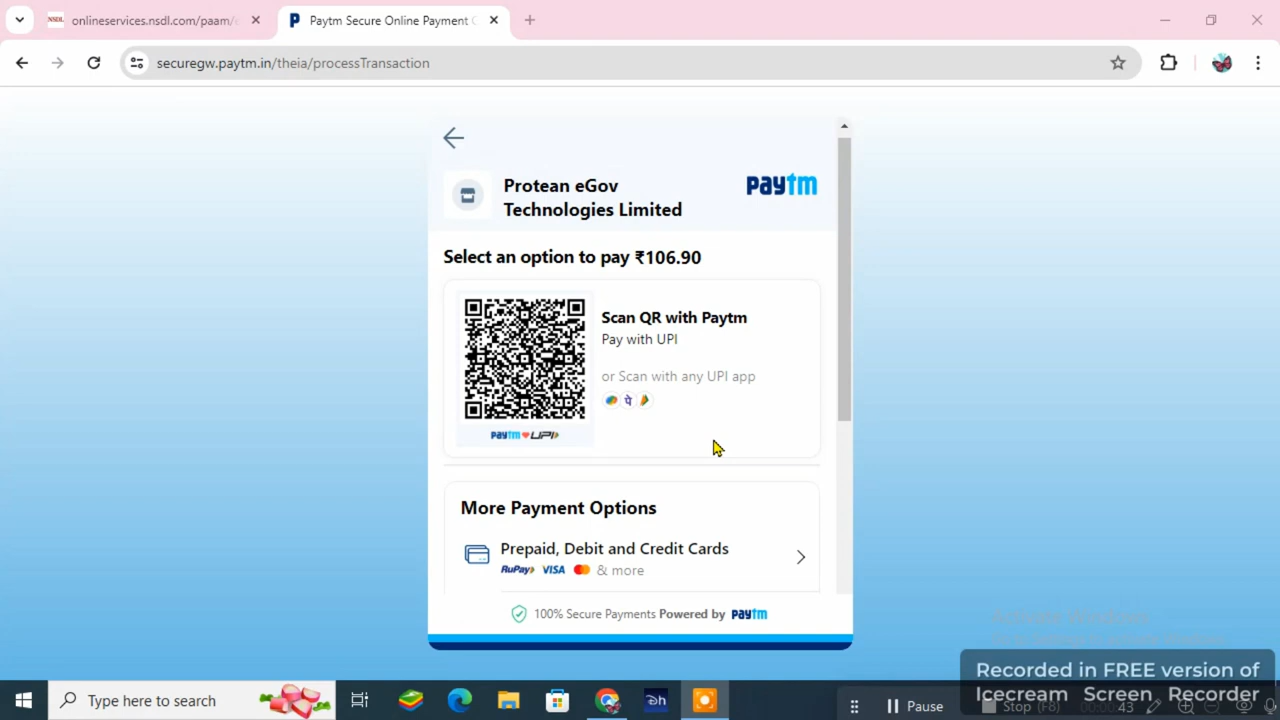 onlineservices.nsdl.com/paam/
Paytm Secure Online Payment
securegw.paytm.in/theia/processTransaction
Protean eGov
Technologies Limited
paytm
Select an option to pay ₹106.90
Scan QR with Paytm
Pay with UPI
or Scan with any UPI app
पे
paytm UPI
More Payment Options
Prepaid, Debit and Credit Cards
RuPay VISA & more
100% Secure Payments Powered by paytm
Activate Windows
Recorded in FREE version of
Icecream Screen Recorder
Type here to search
Pause
Stop (F8)